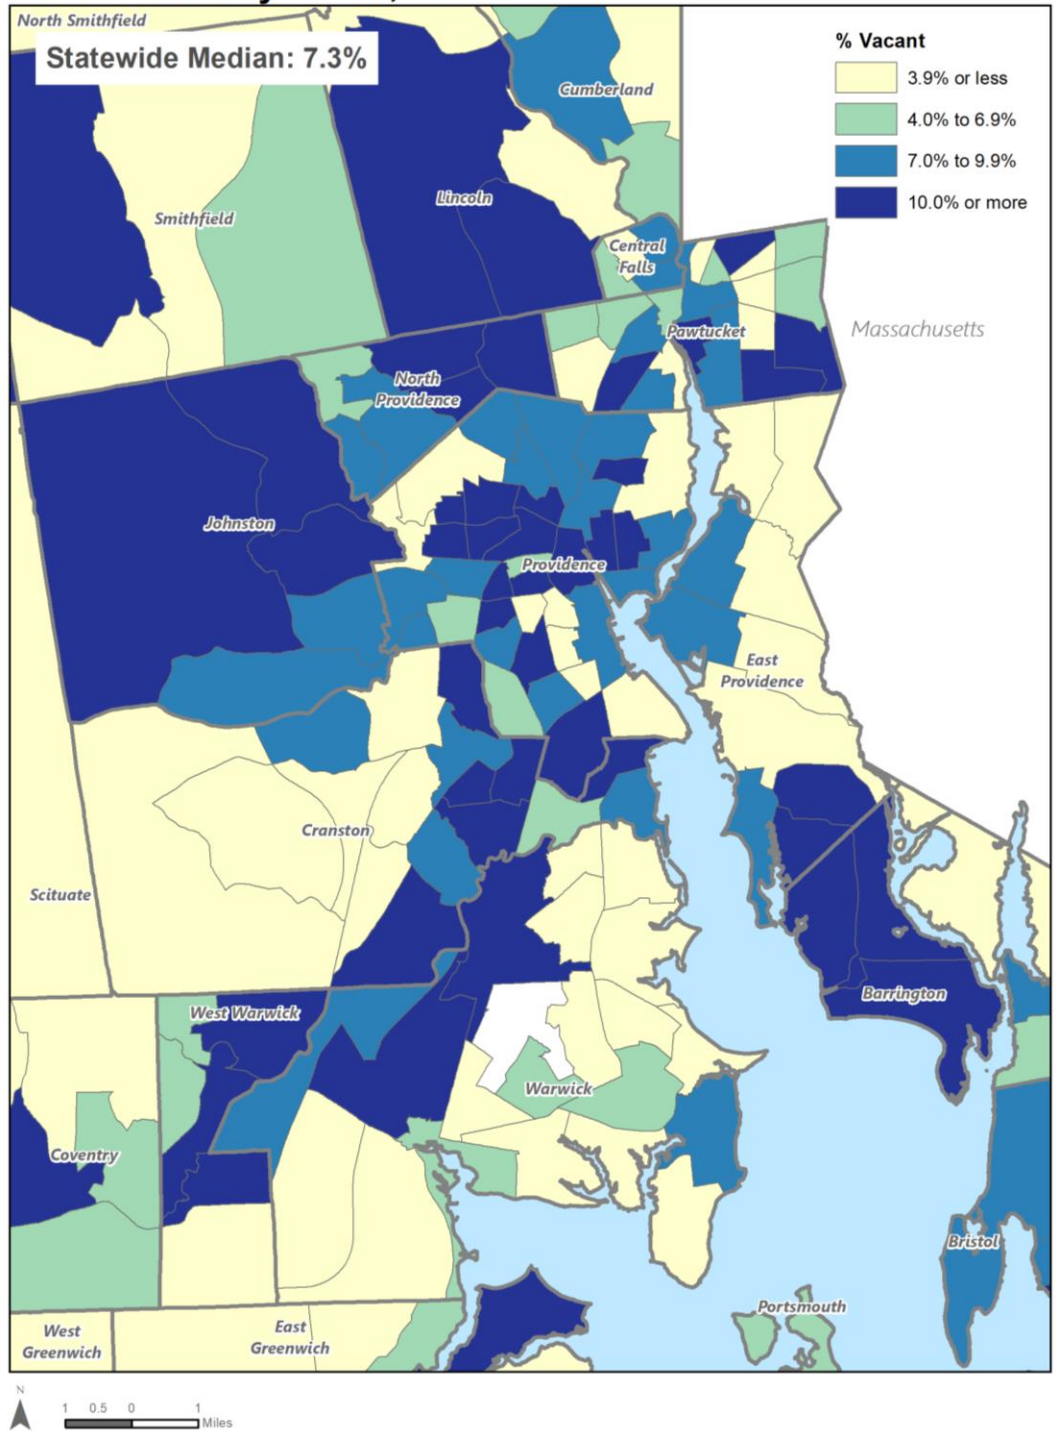 North Smithfield
Statewide Median: 7.3%
% Vacant
3.9% or less
4.0% to 6.9%
7.0% to 9.9%
10.0% or more
Cumberland
Smithfield
Lincoln
Central
Falls
Pawtucket
Massachusetts
North
Providence
Johnston
Providence
East
Providence
Cranston
Scituate
Barrington
West Warwick
Warwick
Coventry
Bristol
Portsmouth
West
Greenwich
East
Greenwich
N
1 0.5 0 1
Miles